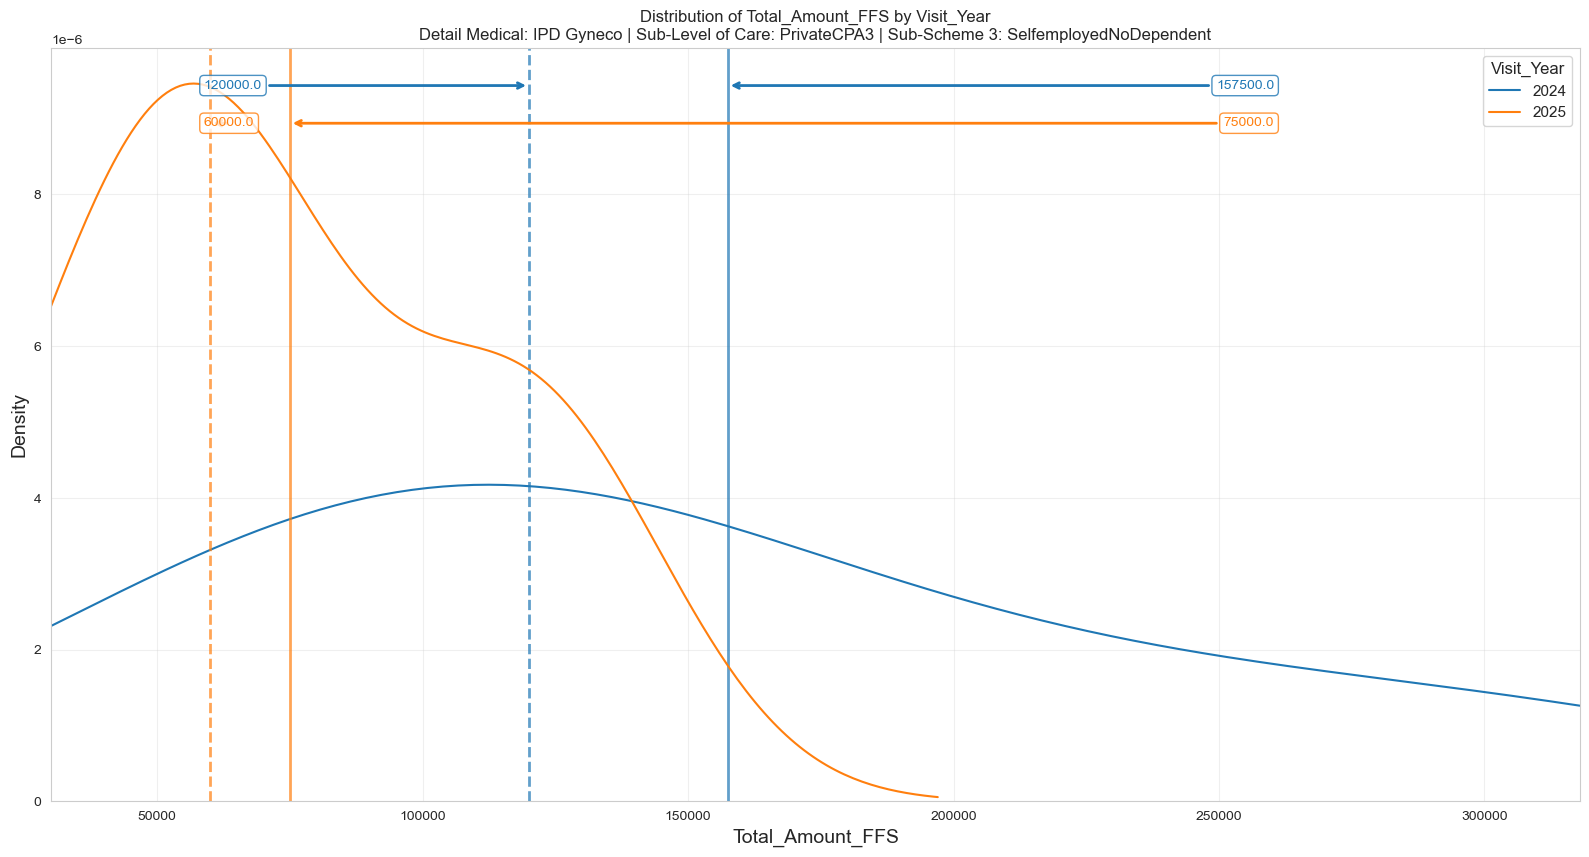 Distribution of Total_Amount_FFS by Visit_Year
Detail Medical: IPD Gyneco | Sub-Level of Care: PrivateCPA3 | Sub-Scheme 3: SelfemployedNoDependent
1e−6
Visit_Year
2024
2025
120000.0
157500.0
60000.0
75000.0
8
6
4
2
0
Density
50000
100000
150000
200000
250000
300000
Total_Amount_FFS